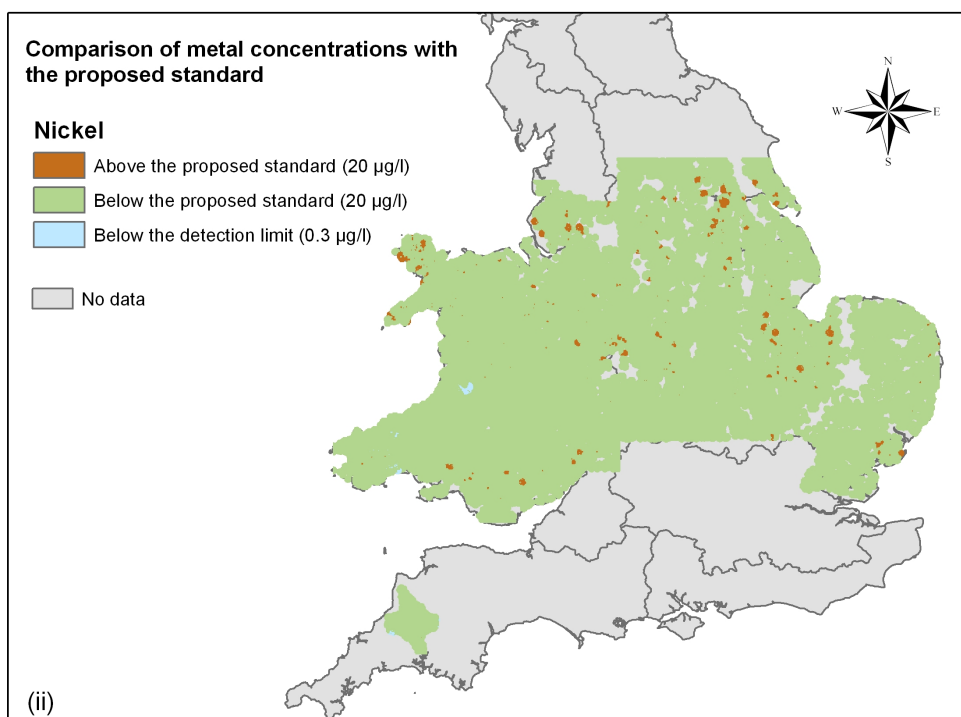 Comparison of metal concentrations with
the proposed standard
Nickel
Above the proposed standard (20 µg/l)
Below the proposed standard (20 µg/l)
Below the detection limit (0.3 µg/l)
No data
N
W
E
S
(ii)